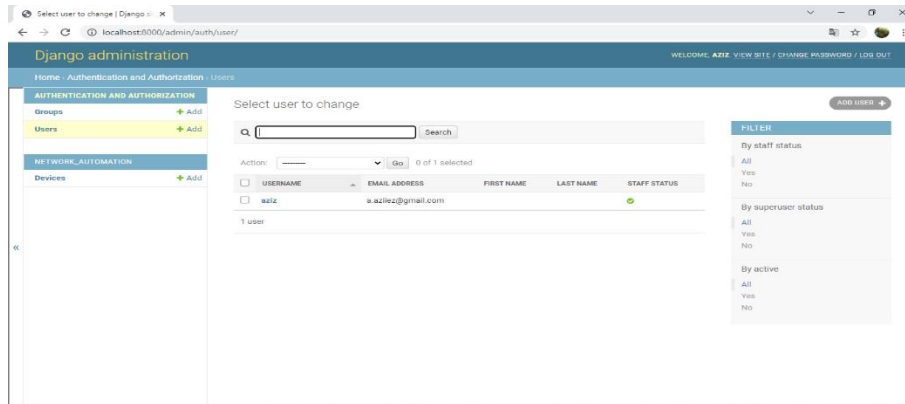 Select user to change | Django si
localhost:8000/admin/auth/user/
Django administration
WELCOME, AZIZ. VIEW SITE / CHANGE PASSWORD / LOG OUT
Home › Authentication and Authorization › Users
AUTHENTICATION AND AUTHORIZATION
Groups + Add
Users + Add
NETWORK_AUTOMATION
Devices + Add
«
Select user to change
ADD USER +
Search
Action: --------- Go 0 of 1 selected
USERNAME EMAIL ADDRESS FIRST NAME LAST NAME STAFF STATUS
aziz a.aziiez@gmail.com
1 user
FILTER
By staff status
All
Yes
No
By superuser status
All
Yes
No
By active
All
Yes
No